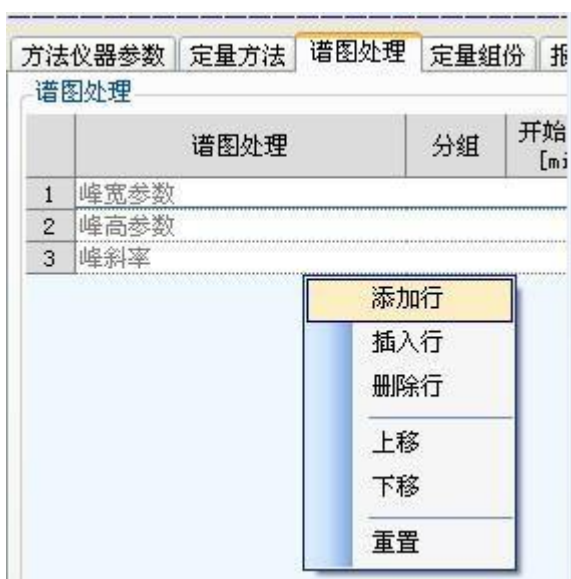 方法仪器参数 定量方法 谱图处理 定量组份 报
谱图处理
谱图处理 分组 开始
[mi
1 峰宽参数
2 峰高参数
3 峰斜率
添加行
插入行
删除行
上移
下移
重置